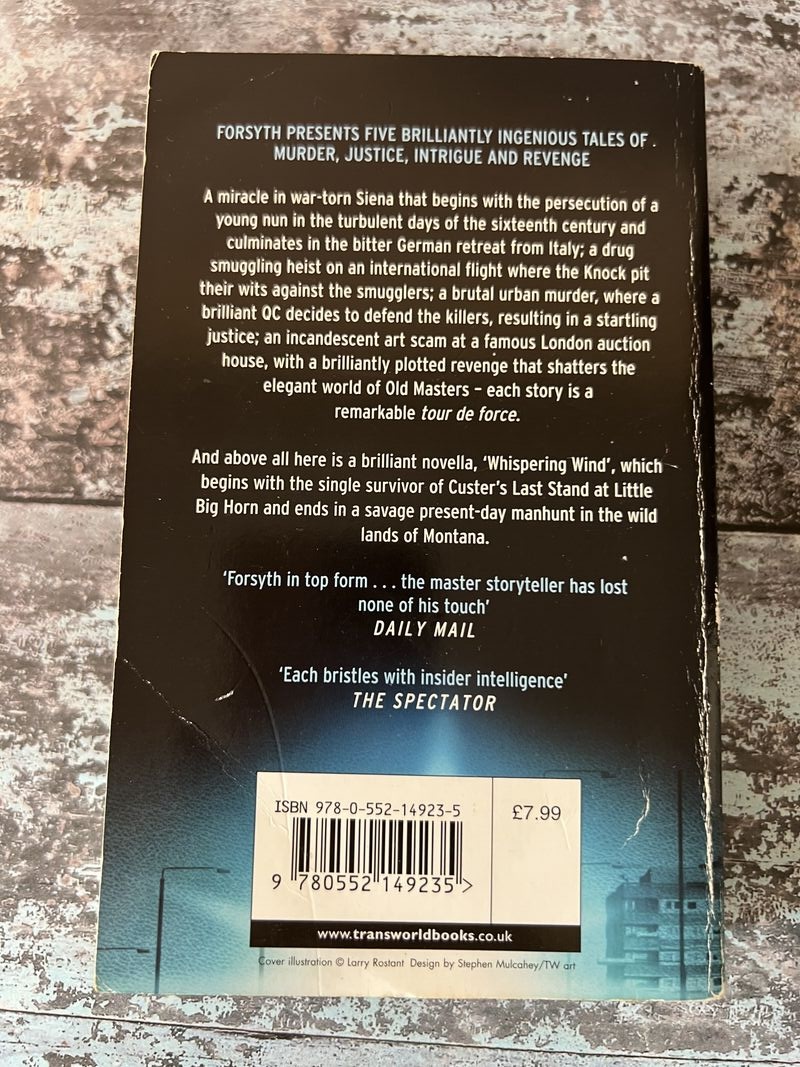 FORSYTH PRESENTS FIVE BRILLIANTLY INGENIOUS TALES OF
MURDER, JUSTICE, INTRIGUE AND REVENGE
A miracle in war-torn Siena that begins with the persecution of a
young nun in the turbulent days of the sixteenth century and
culminates in the bitter German retreat from Italy; a drug
smuggling heist on an international flight where the Knock pit
their wits against the smugglers; a brutal urban murder, where a
brilliant QC decides to defend the killers, resulting in a startling
justice; an incandescent art scam at a famous London auction
house, with a brilliantly plotted revenge that shatters the
elegant world of Old Masters – each story is a
remarkable tour de force.
And above all here is a brilliant novella, ‘Whispering Wind’, which
begins with the single survivor of Custer’s Last Stand at Little
Big Horn and ends in a savage present-day manhunt in the wild
lands of Montana.
‘Forsyth in top form . . . the master storyteller has lost
none of his touch’
DAILY MAIL
‘Each bristles with insider intelligence’
THE SPECTATOR
ISBN 978-0-552-14923-5
£7.99
9 780552 149235 >
www.transworldbooks.co.uk
Cover illustration © Larry Rostant Design by Stephen Mulcahey/TW art